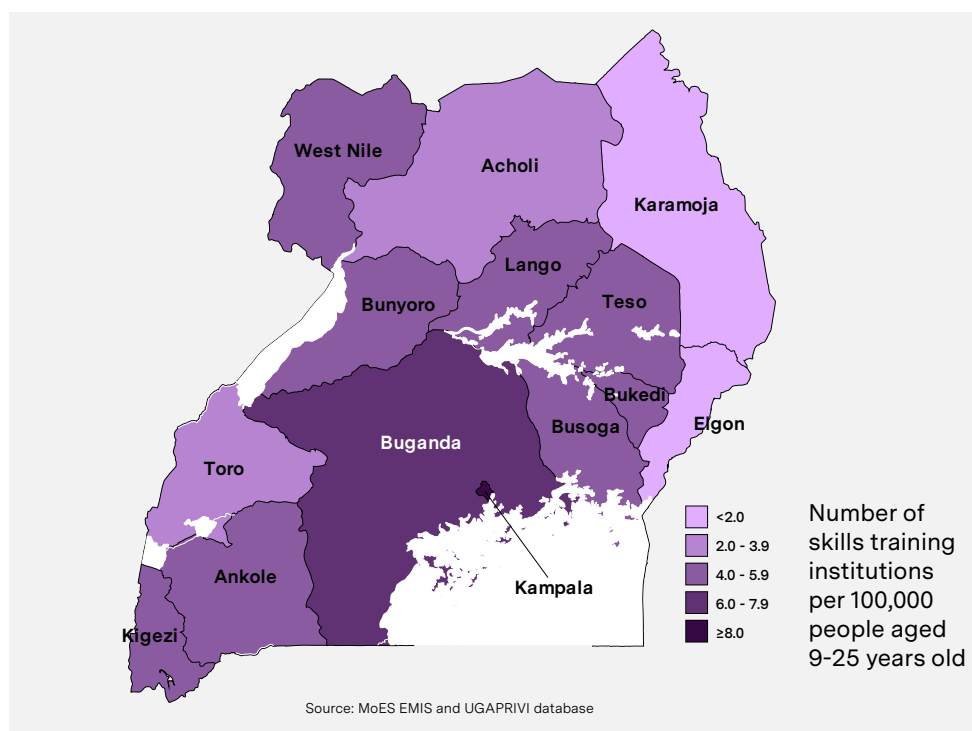 West Nile
Acholi
Karamoja
Lango
Teso
Bunyoro
Bukedi
Elgon
Busoga
Buganda
Toro
Ankole
Kampala
Kigezi
<2.0
2.0 - 3.9
4.0 - 5.9
6.0 - 7.9
≥8.0
Number of
skills training
institutions
per 100,000
people aged
9-25 years old
Source: MoES EMIS and UGAPRIVI database